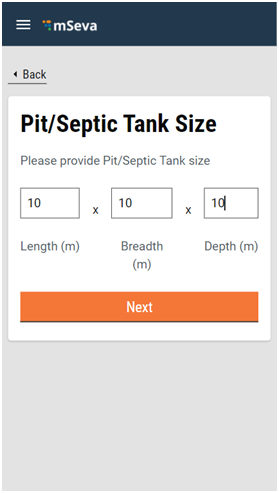 mSeva
Back
Pit/Septic Tank Size
Please provide Pit/Septic Tank size
10 x 10 x 10
Length (m) Breadth (m) Depth (m)
Next